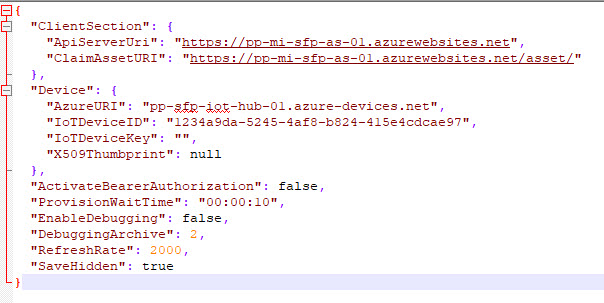 {
"ClientSection": {
"ApiServerUri": "https://pp-mi-sfp-as-01.azurewebsites.net",
"ClaimAssetURI": "https://pp-mi-sfp-as-01.azurewebsites.net/asset/"
},
"Device": {
"AzureURI": "pp-sfp-iot-hub-01.azure-devices.net",
"IoTDeviceID": "1234a9da-5245-4af8-b824-415e4cdcae97",
"IoTDeviceKey": "",
"X509Thumbprint": null
},
"ActivateBearerAuthorization": false,
"ProvisionWaitTime": "00:00:10",
"EnableDebugging": false,
"DebuggingArchive": 2,
"RefreshRate": 2000,
"SaveHidden": true
}